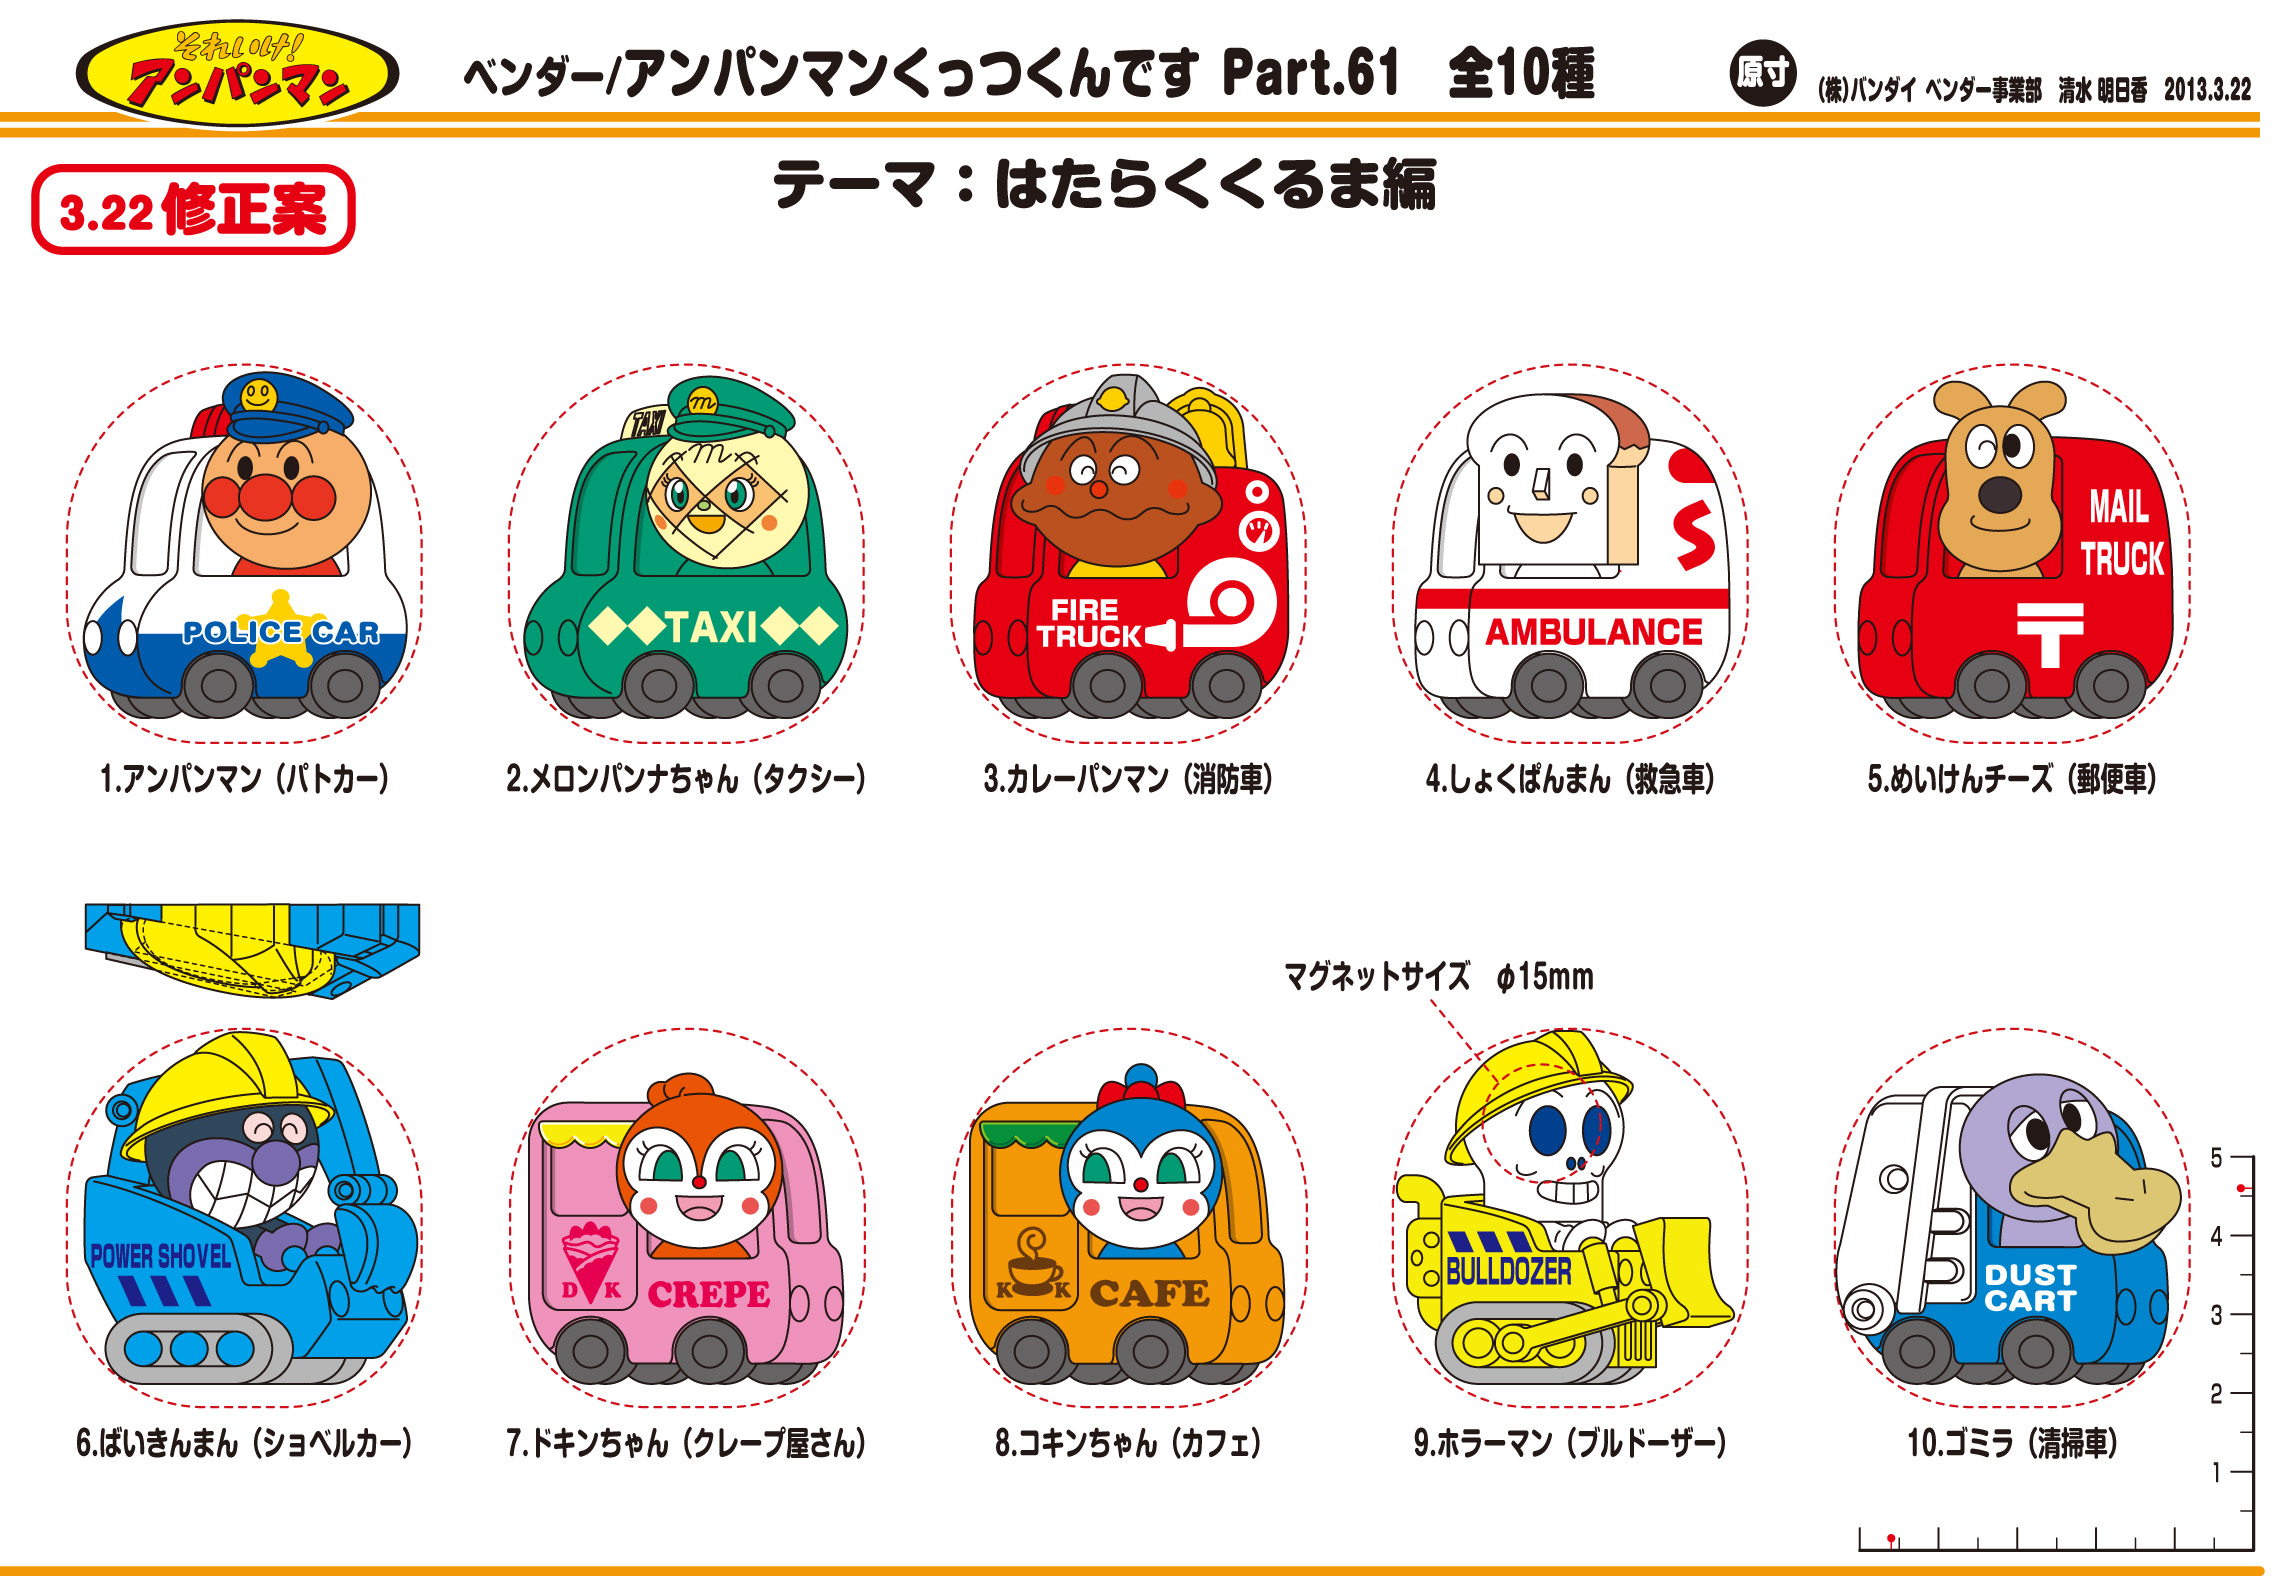 それいけ!
アンパンマン
ベンダー/アンパンマンくっつくんです Part.61　全10種
原寸
(株)バンダイ ベンダー事業部　清水 明日香　2013.3.22
3.22修正案
テーマ：はたらくくるま編
POLICE CAR
TAXI
m
m
TAXI
FIRE
TRUCK
S
AMBULANCE
MAIL
TRUCK
〒
1.アンパンマン（パトカー）
2.メロンパンナちゃん（タクシー）
3.カレーパンマン（消防車）
4.しょくぱんまん（救急車）
5.めいけんチーズ（郵便車）
マグネットサイズ　φ15mm
POWER SHOVEL
D K
CREPE
K K
CAFE
BULLDOZER
DUST
CART
5
4
3
2
1
6.ばいきんまん（ショベルカー）
7.ドキンちゃん（クレープ屋さん）
8.コキンちゃん（カフェ）
9.ホラーマン（ブルドーザー）
10.ゴミラ（清掃車）